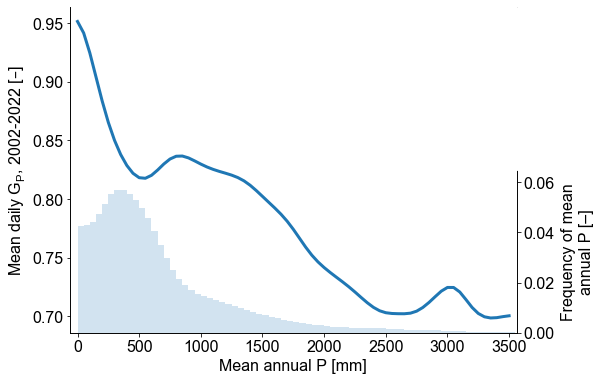 0.95
0.90
0.85
0.80
0.75
0.70
Mean daily G_P, 2002-2022 [–]
0.06
0.04
0.02
0.00
Frequency of mean
annual P [–]
0 500 1000 1500 2000 2500 3000 3500
Mean annual P [mm]